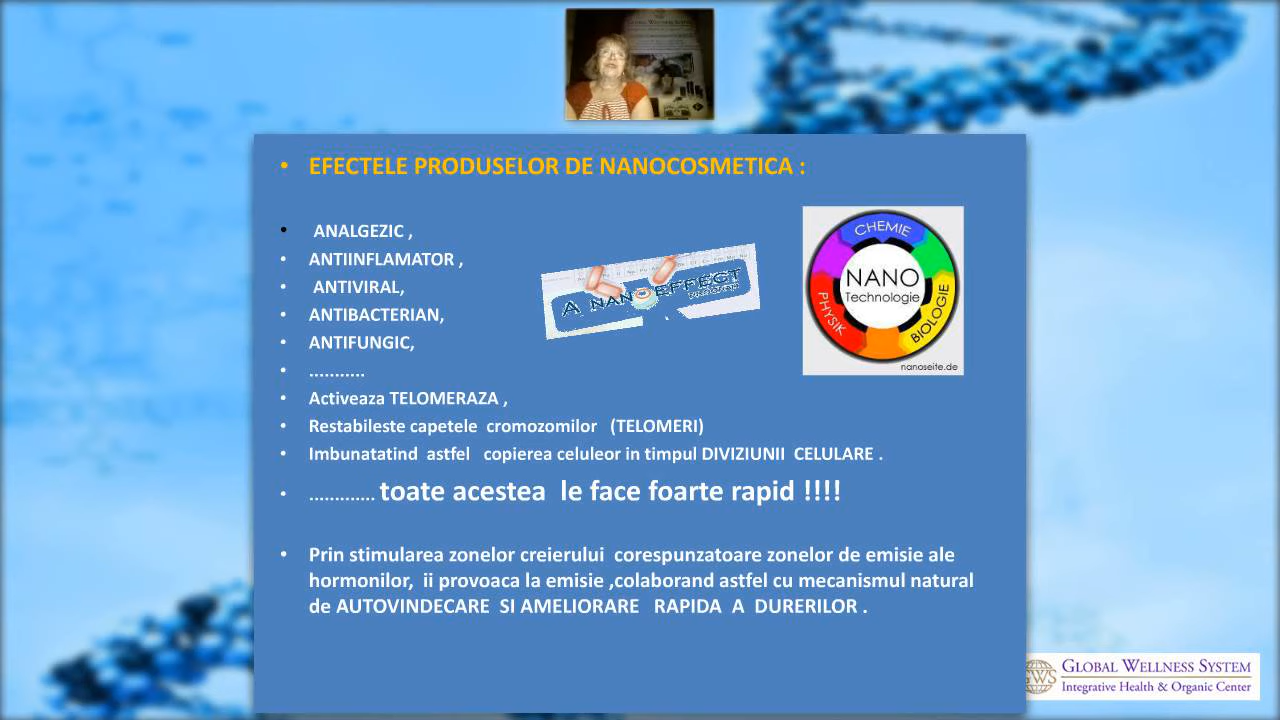 EFECTELE PRODUSELOR DE NANOCOSMETICA :
ANALGEZIC ,
ANTIINFLAMATOR ,
ANTIVIRAL,
ANTIBACTERIAN,
ANTIFUNGIC,
...........
Activeaza TELOMERAZA ,
Restabileste capetele cromozomilor (TELOMERI)
Imbunatatind astfel copierea celuleor in timpul DIVIZIUNII CELULARE .
............. toate acestea le face foarte rapid !!!!
Prin stimularea zonelor creierului corespunzatoare zonelor de emisie ale
hormonilor, ii provoaca la emisie ,colaborand astfel cu mecanismul natural
de AUTOVINDECARE SI AMELIORARE RAPIDA A DURERILOR .
A NANOEFFECT
CHEMIE
NANO
Technologie
PHYSIK
BIOLOGIE
nanoseite.de
GWS
GLOBAL WELLNESS SYSTEM
Integrative Health & Organic Center